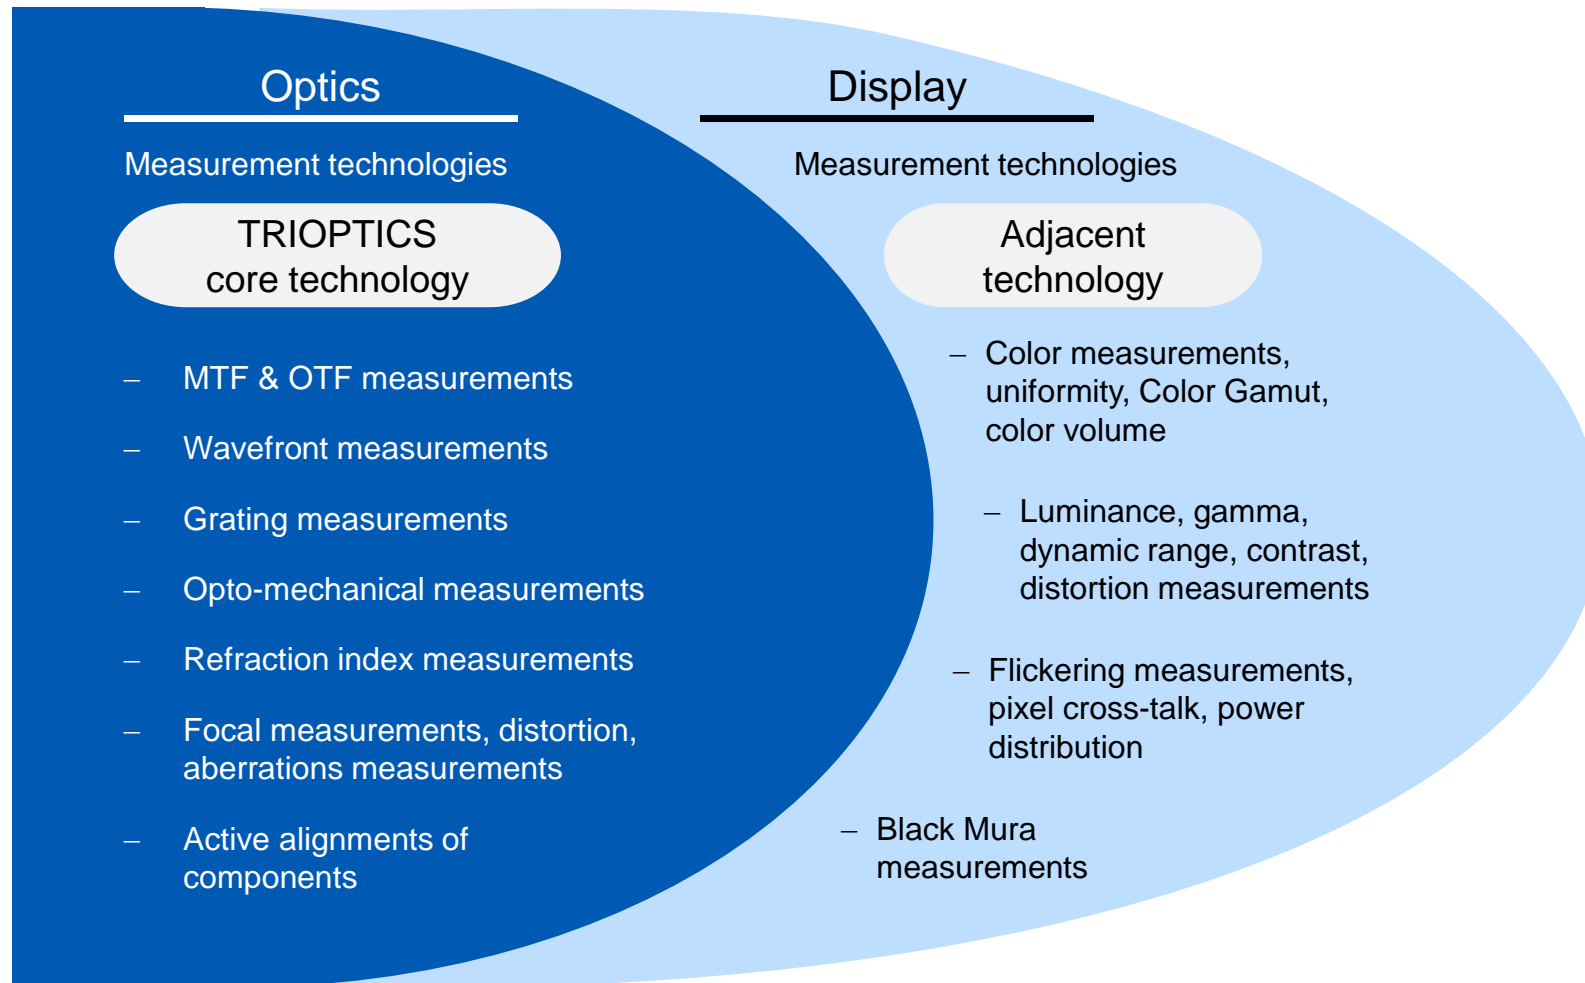 Optics
Measurement technologies
TRIOPTICS
core technology
– MTF & OTF measurements
– Wavefront measurements
– Grating measurements
– Opto-mechanical measurements
– Refraction index measurements
– Focal measurements, distortion,
aberrations measurements
– Active alignments of
components
Display
Measurement technologies
Adjacent
technology
– Color measurements,
uniformity, Color Gamut,
color volume
– Luminance, gamma,
dynamic range, contrast,
distortion measurements
– Flickering measurements,
pixel cross-talk, power
distribution
– Black Mura
measurements